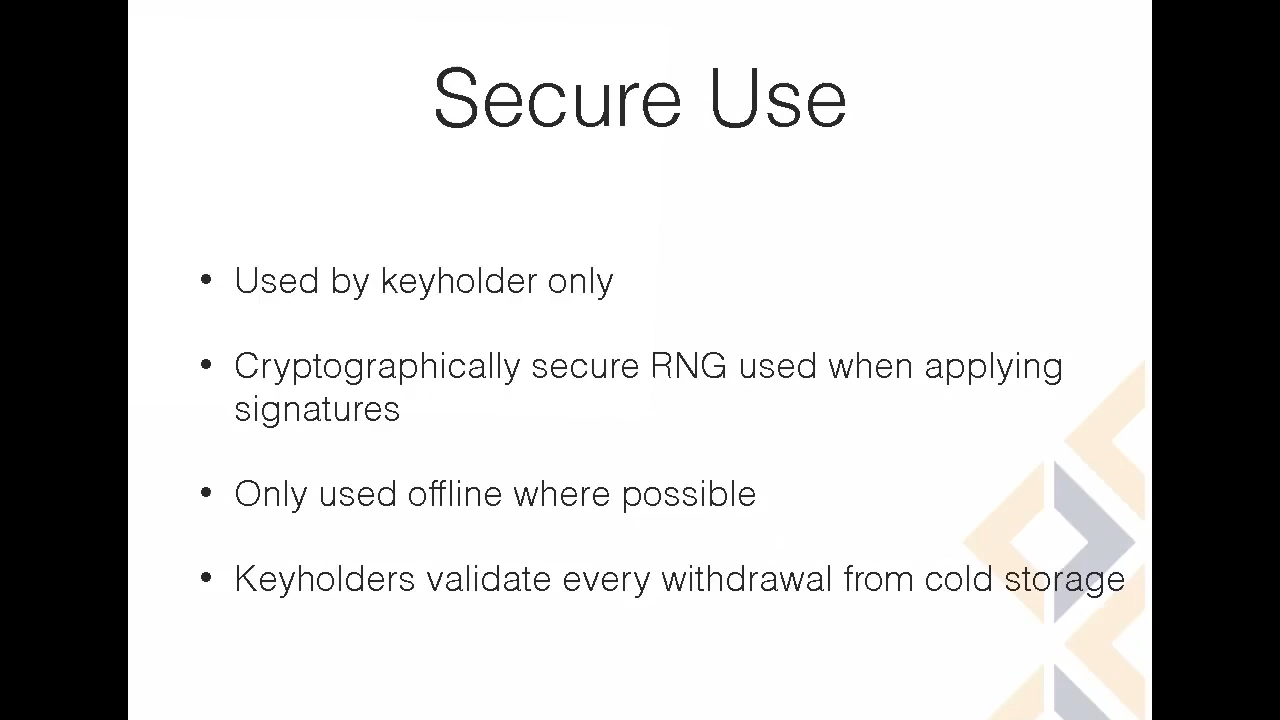 Secure Use
• Used by keyholder only
• Cryptographically secure RNG used when applying
signatures
• Only used offline where possible
• Keyholders validate every withdrawal from cold storage